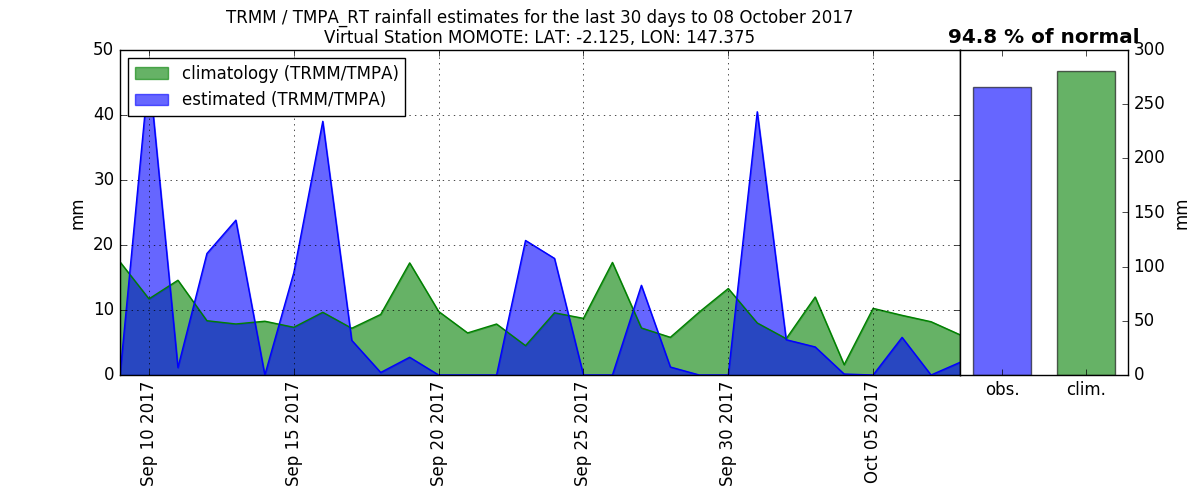 TRMM / TMPA_RT rainfall estimates for the last 30 days to 08 October 2017
Virtual Station MOMOTE: LAT: -2.125, LON: 147.375
94.8 % of normal
climatology (TRMM/TMPA)
estimated (TRMM/TMPA)
50
40
30
20
10
0
mm
Sep 10 2017
Sep 15 2017
Sep 20 2017
Sep 25 2017
Sep 30 2017
Oct 05 2017
300
250
200
150
100
50
0
mm
obs.
clim.